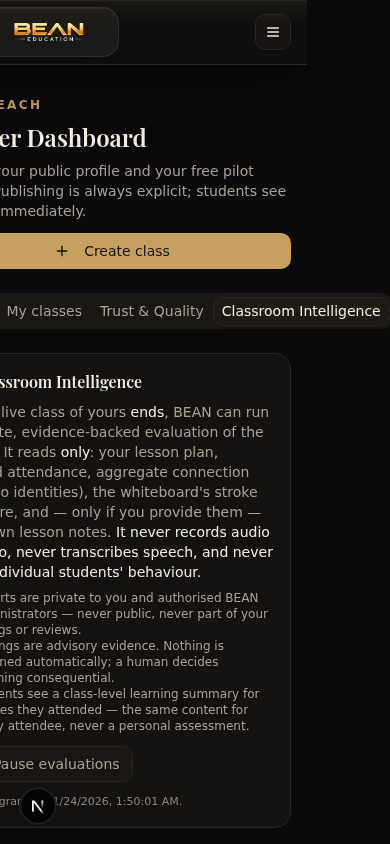 BEAN
EDUCATION
EACH
er Dashboard
your public profile and your free pilot
ublishing is always explicit; students see
mmediately.
+ Create class
My classes Trust & Quality Classroom Intelligence
ssroom Intelligence
live class of yours ends, BEAN can run
te, evidence-backed evaluation of the
It reads only: your lesson plan,
d attendance, aggregate connection
o identities), the whiteboard's stroke
re, and — only if you provide them —
wn lesson notes. It never records audio
o, never transcribes speech, and never
dividual students' behaviour.
rts are private to you and authorised BEAN
inistrators — never public, never part of your
gs or reviews.
ngs are advisory evidence. Nothing is
ned automatically; a human decides
hing consequential.
ents see a class-level learning summary for
es they attended — the same content for
y attendee, never a personal assessment.
Pause evaluations
gran N 1/24/2026, 1:50:01 AM.